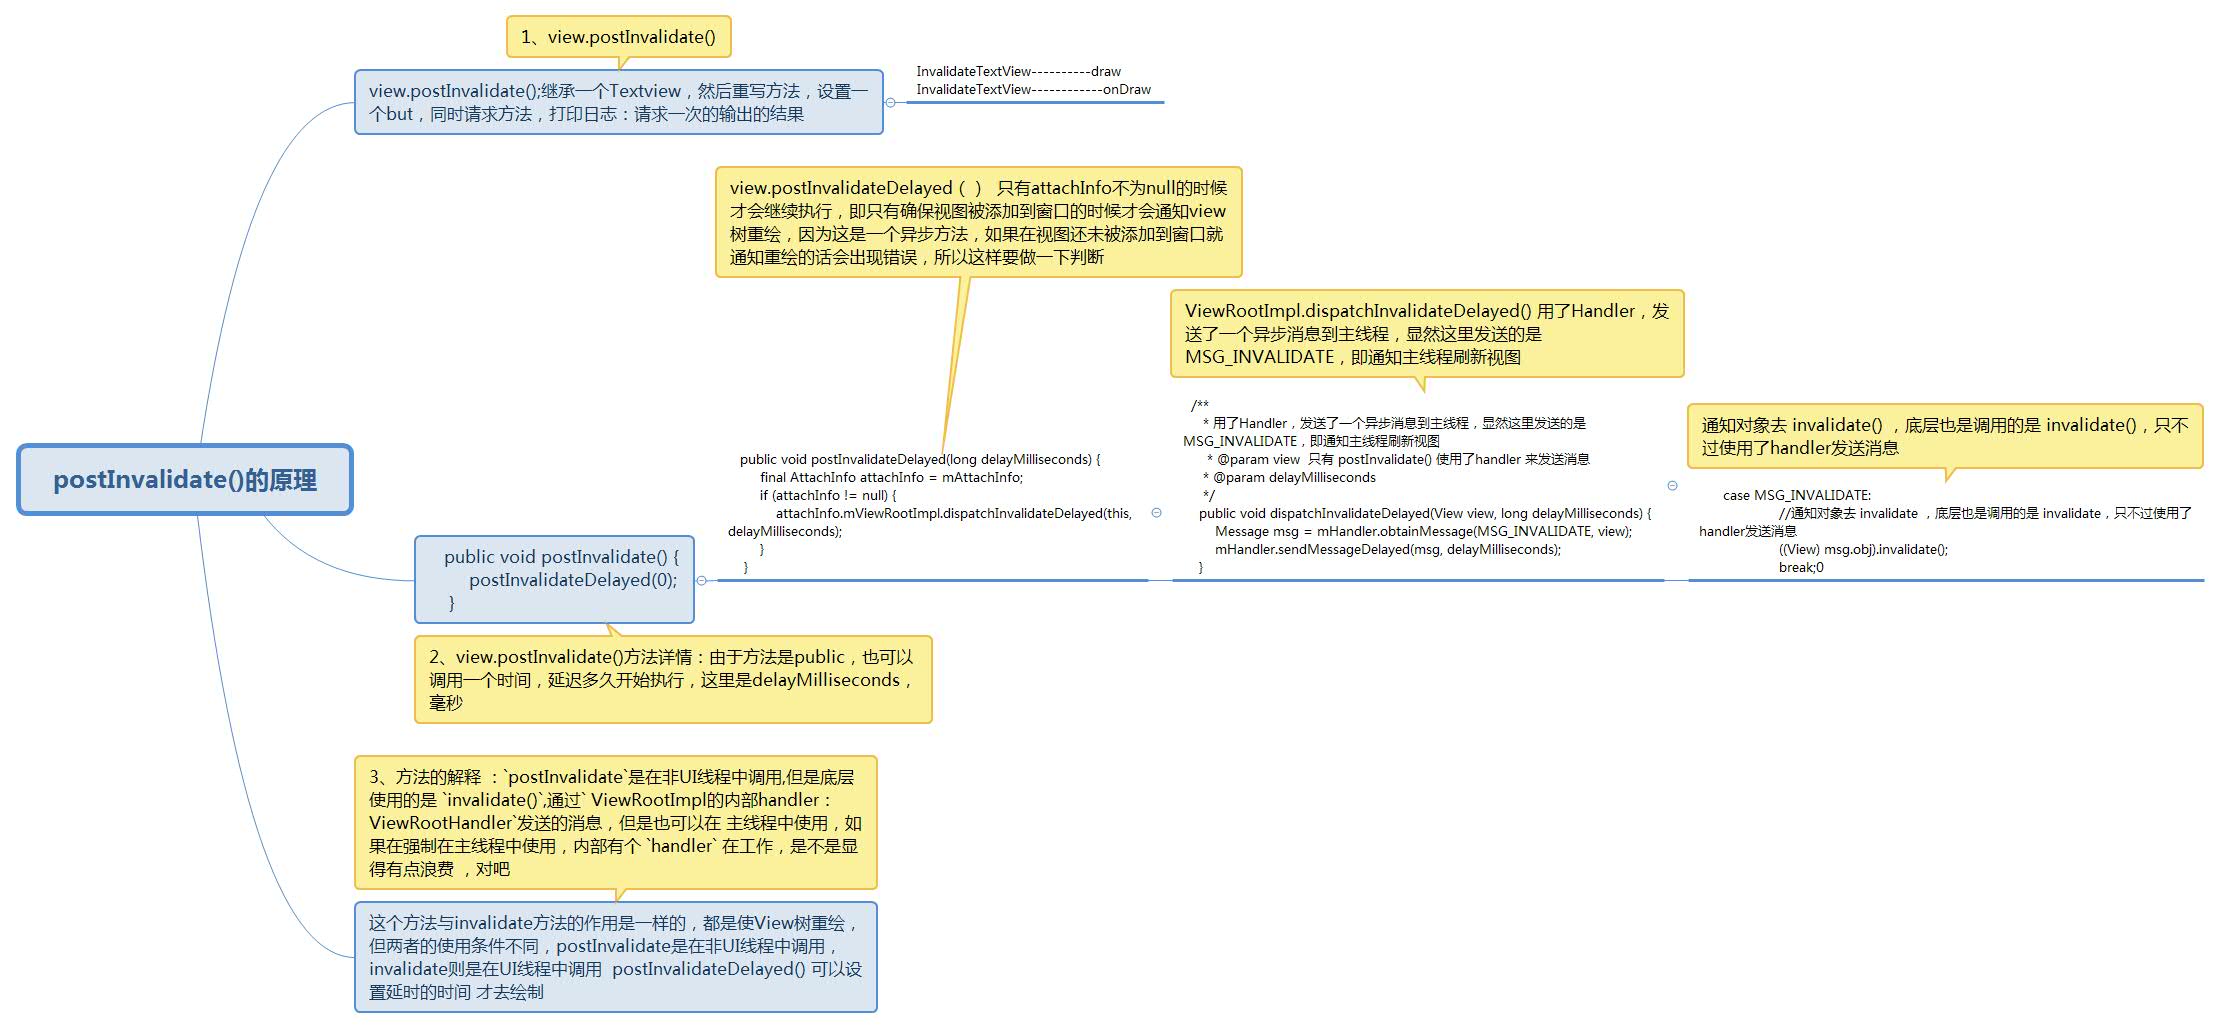 1、view.postInvalidate()
view.postInvalidate();继承一个Textview，然后重写方法，设置一
个but，同时请求方法，打印日志：请求一次的输出的结果
InvalidateTextView----------draw
InvalidateTextView------------onDraw
postInvalidate()的原理
public void postInvalidate() {
postInvalidateDelayed(0);
}
2、view.postInvalidate()方法详情：由于方法是public，也可以
调用一个时间，延迟多久开始执行，这里是delayMilliseconds，
毫秒
view.postInvalidateDelayed（ ） 只有attachInfo不为null的时候
才会继续执行，即只有确保视图被添加到窗口的时候才会通知view
树重绘，因为这是一个异步方法，如果在视图还未被添加到窗口就
通知重绘的话会出现错误，所以这样要做一下判断
public void postInvalidateDelayed(long delayMilliseconds) {
final AttachInfo attachInfo = mAttachInfo;
if (attachInfo != null) {
attachInfo.mViewRootImpl.dispatchInvalidateDelayed(this,
delayMilliseconds);
}
}
ViewRootImpl.dispatchInvalidateDelayed() 用了Handler，发
送了一个异步消息到主线程，显然这里发送的是
MSG_INVALIDATE，即通知主线程刷新视图
/**
* 用了Handler，发送了一个异步消息到主线程，显然这里发送的是
MSG_INVALIDATE，即通知主线程刷新视图
* @param view  只有 postInvalidate() 使用了handler 来发送消息
* @param delayMilliseconds
*/
public void dispatchInvalidateDelayed(View view, long delayMilliseconds) {
Message msg = mHandler.obtainMessage(MSG_INVALIDATE, view);
mHandler.sendMessageDelayed(msg, delayMilliseconds);
}
通知对象去 invalidate() ，底层也是调用的是 invalidate()，只不
过使用了handler发送消息
case MSG_INVALIDATE:
//通知对象去 invalidate ，底层也是调用的是 invalidate，只不过使用了
handler发送消息
((View) msg.obj).invalidate();
break;0
3、方法的解释 ：`postInvalidate`是在非UI线程中调用,但是底层
使用的是 `invalidate()`,通过` ViewRootImpl的内部handler：
ViewRootHandler`发送的消息，但是也可以在 主线程中使用，如
果在强制在主线程中使用，内部有个 `handler` 在工作，是不是显
得有点浪费 ，对吧
这个方法与invalidate方法的作用是一样的，都是使View树重绘，
但两者的使用条件不同，postInvalidate是在非UI线程中调用，
invalidate则是在UI线程中调用  postInvalidateDelayed() 可以设
置延时的时间 才去绘制